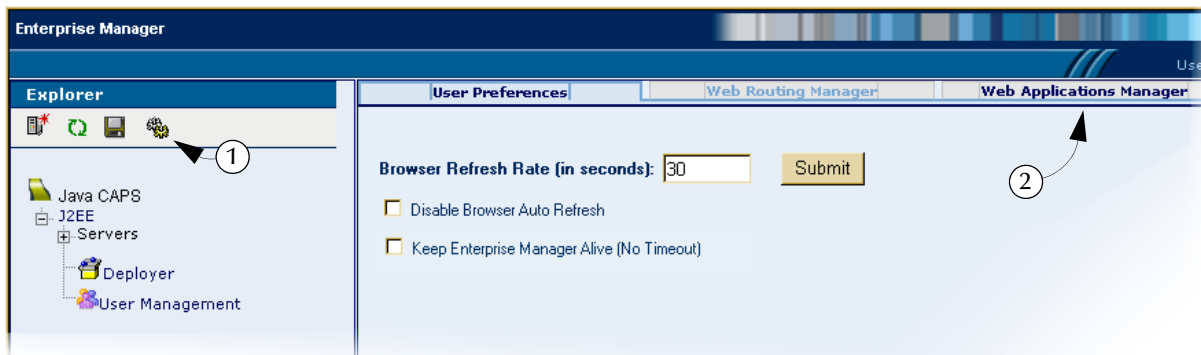 Enterprise Manager
Use
Explorer
User Preferences
Web Routing Manager
Web Applications Manager
1
2
Browser Refresh Rate (in seconds): 30 Submit
Disable Browser Auto Refresh
Keep Enterprise Manager Alive (No Timeout)
Java CAPS
J2EE
Servers
Deployer
User Management